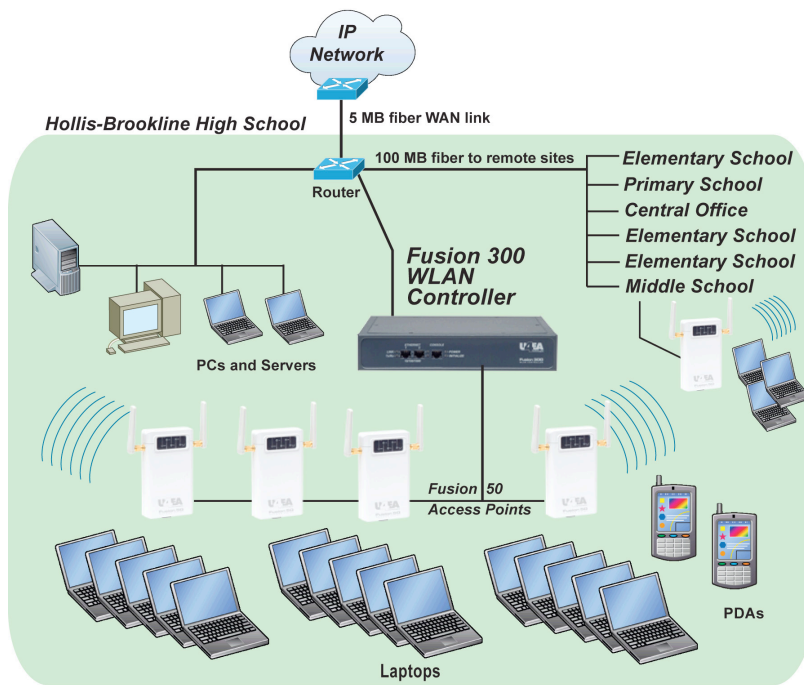 IP
Network
5 MB fiber WAN link
Hollis-Brookline High School
100 MB fiber to remote sites
Router
Elementary School
Primary School
Central Office
Elementary School
Elementary School
Middle School
Fusion 300
WLAN
Controller
PCs and Servers
Fusion 50
Access Points
PDAs
Laptops